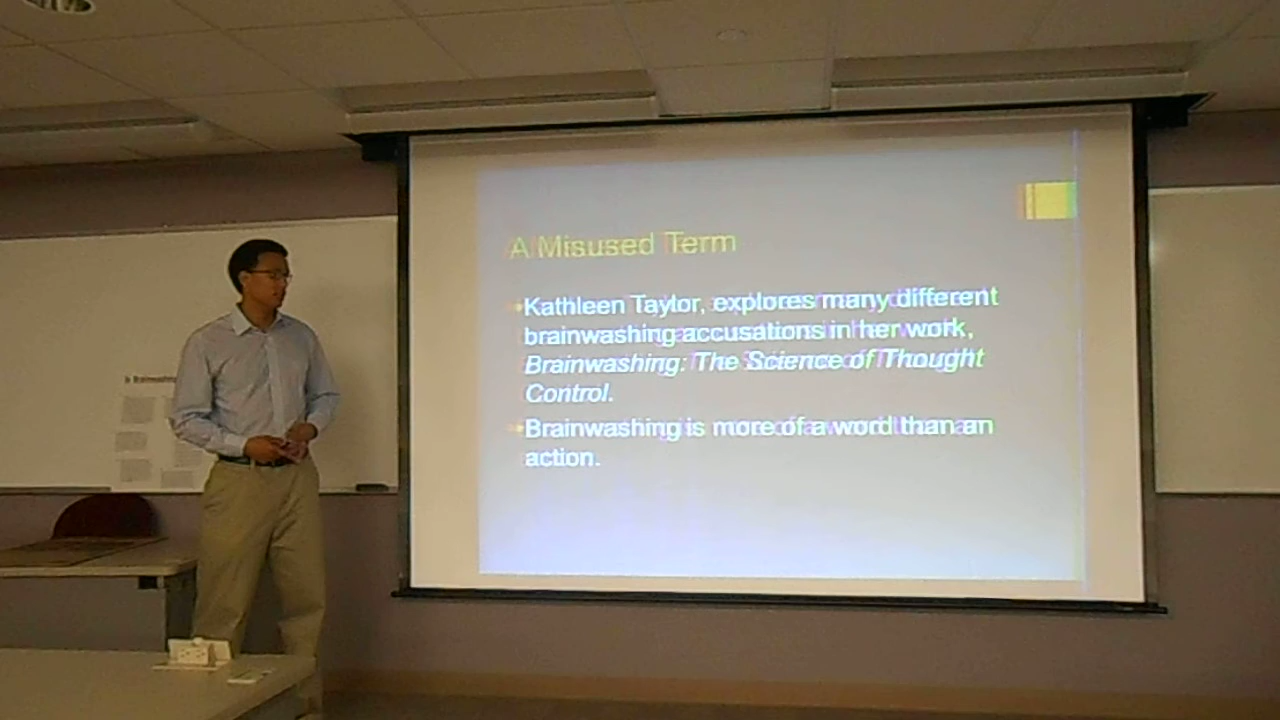 A Misused Term
Kathleen Taylor, explores many different
brainwashing accusations in her work,
Brainwashing: The Science of Thought
Control.
Brainwashing is more of a word than an
action.
Brainwashing